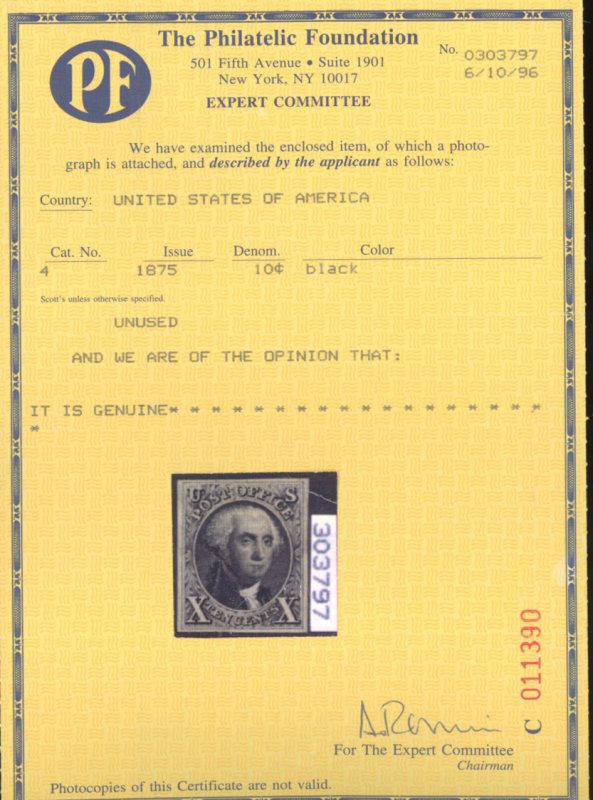 PF
The Philatelic Foundation
501 Fifth Avenue • Suite 1901
New York, NY 10017
EXPERT COMMITTEE
No. 0303797
6/10/96
We have examined the enclosed item, of which a photo-
graph is attached, and described by the applicant as follows:
Country: UNITED STATES OF AMERICA
Cat. No. Issue Denom. Color
4 1875 10¢ black
Scott's unless otherwise specified.
UNUSED
AND WE ARE OF THE OPINION THAT:
IT IS GENUINE* * * * * * * * * * * * * * * * * *
*
U S
POST OFFICE
X TEN CENTS X
303797
C 011390
For The Expert Committee
Chairman
Photocopies of this Certificate are not valid.